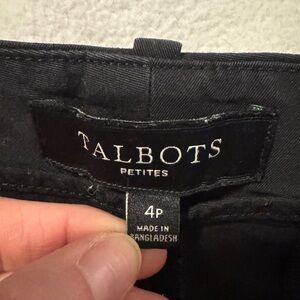 TALBOTS
PETITES
4P
MADE IN
BANGLADESH